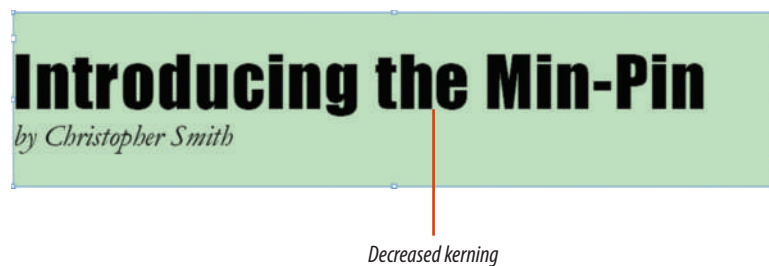 Introducing the Min-Pin
by Christopher Smith
Decreased kerning